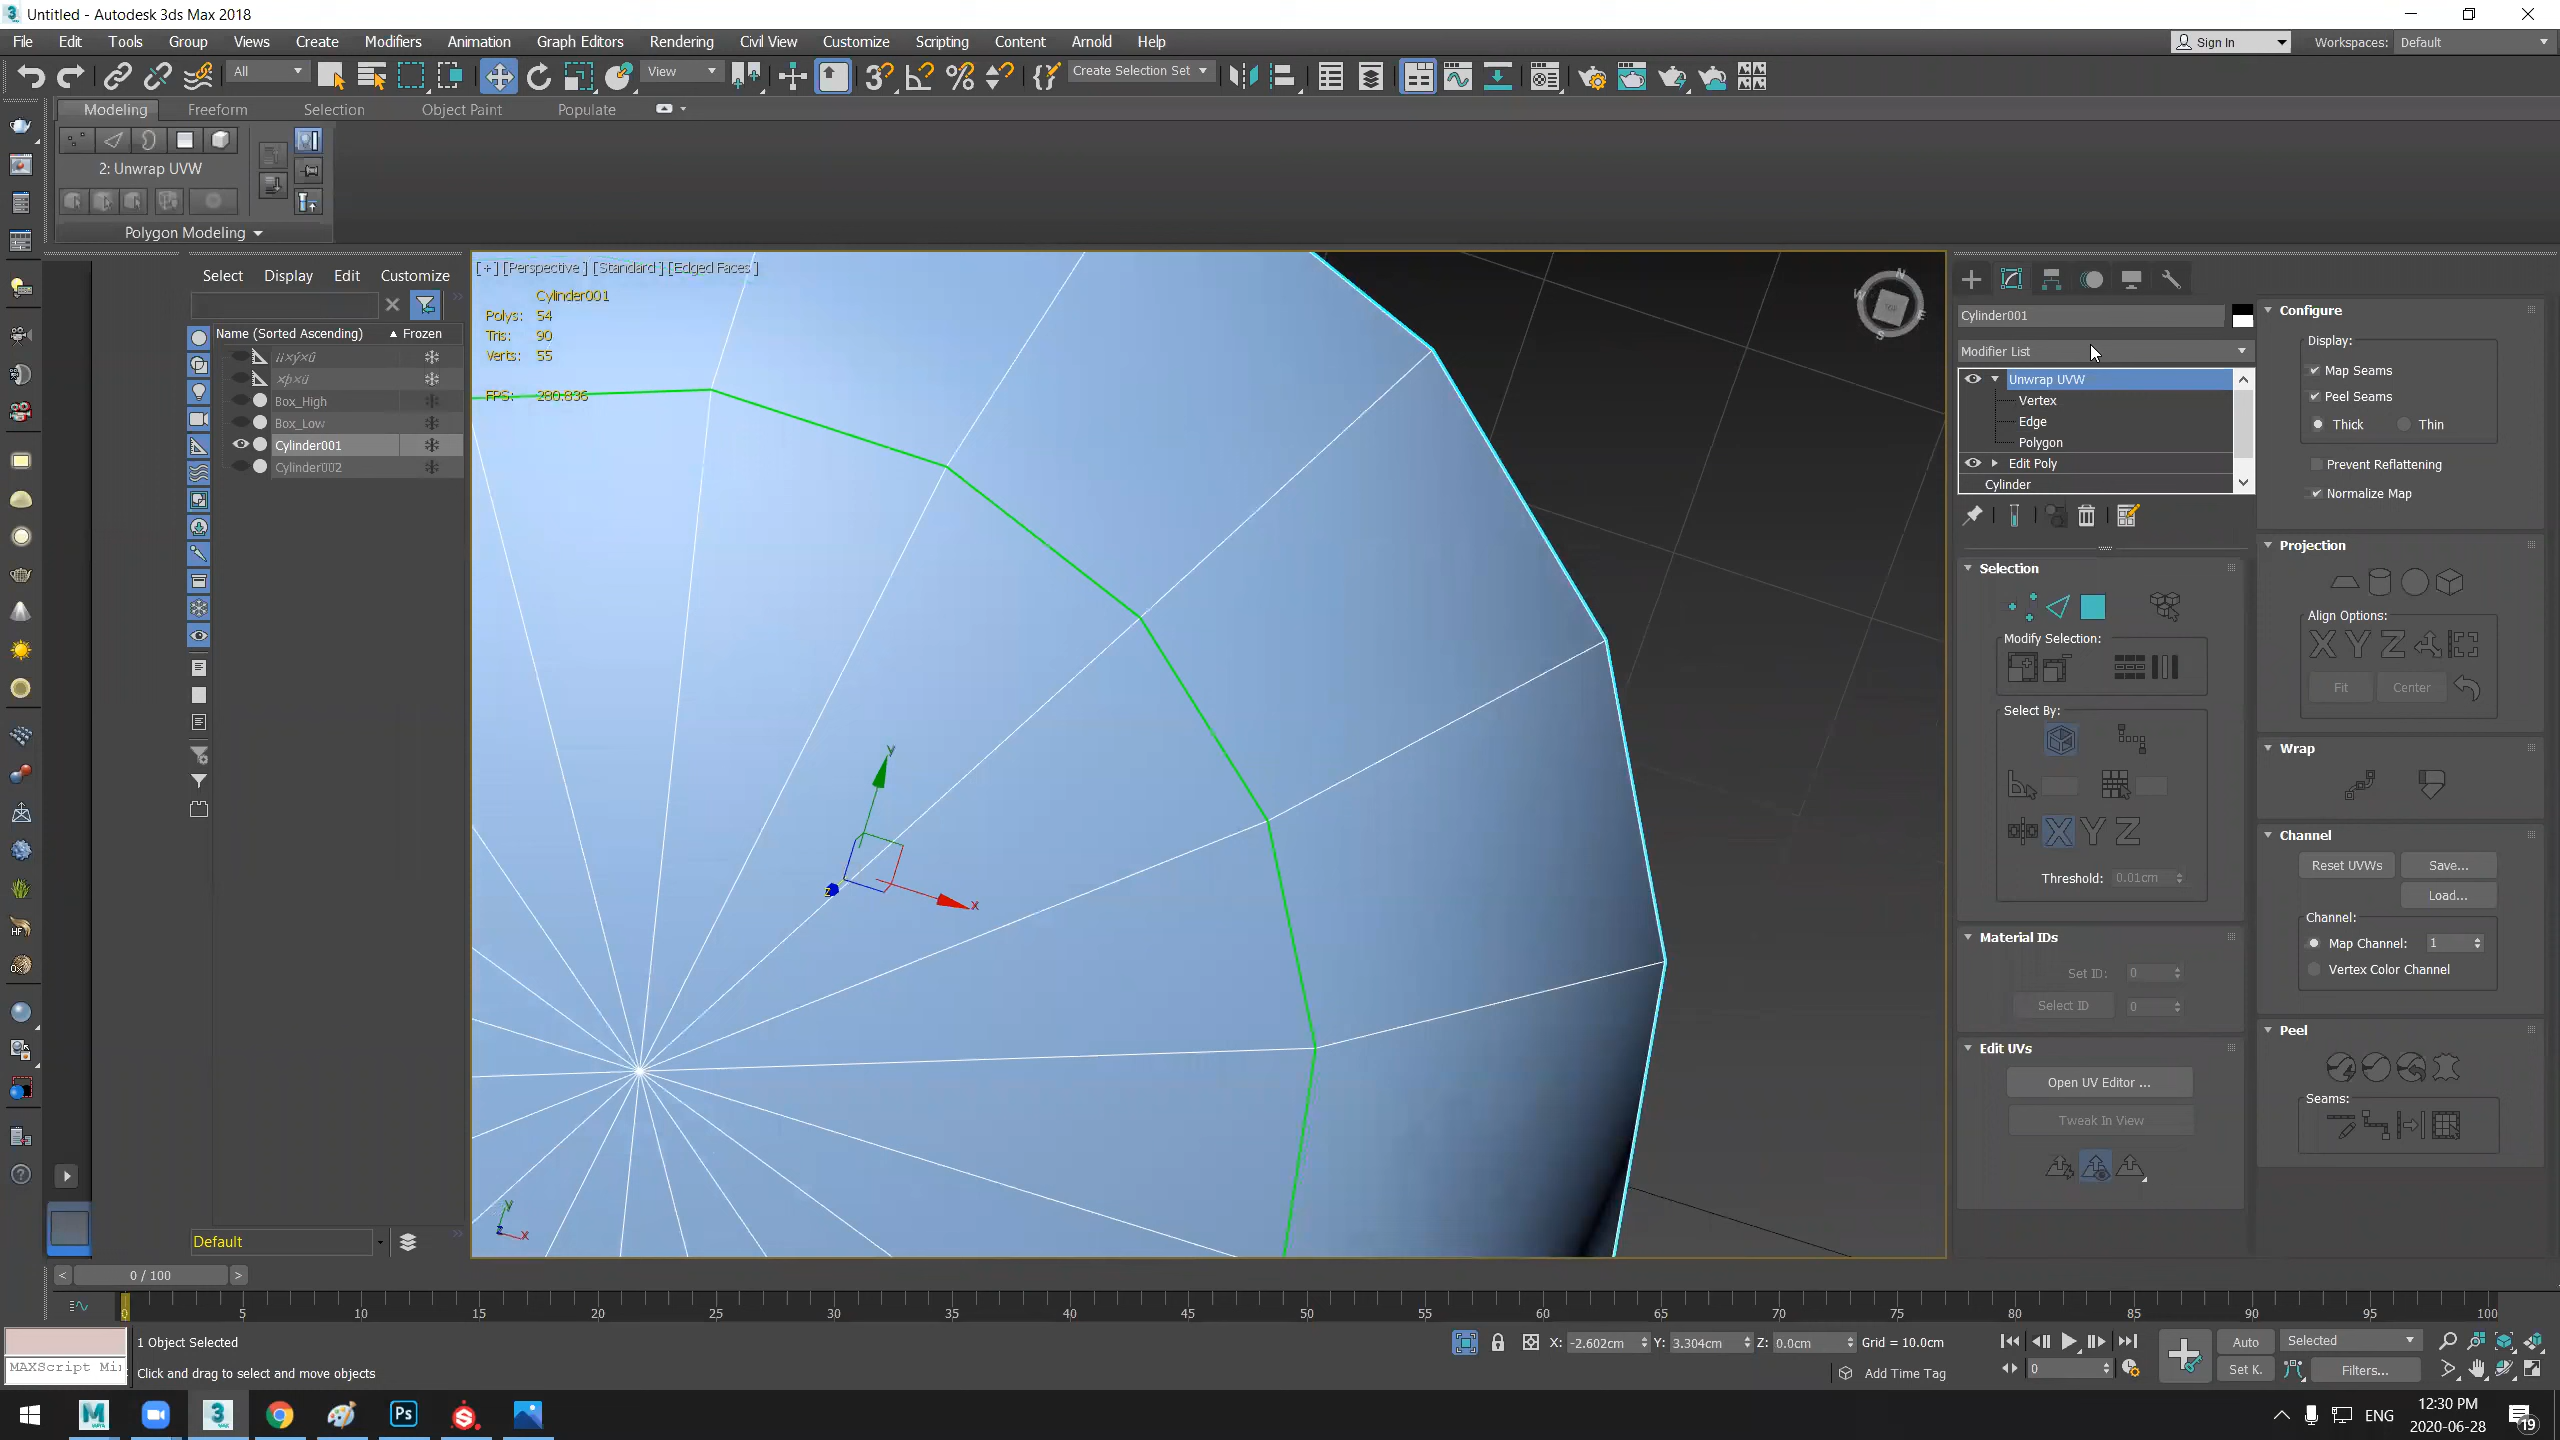 Untitled - Autodesk 3ds Max 2018
File Edit Tools Group Views Create Modifiers Animation Graph Editors Rendering Civil View Customize Scripting Content Arnold Help
Sign In
Workspaces: Default
All
View
Create Selection Set
Modeling Freeform Selection Object Paint Populate
2: Unwrap UVW
Polygon Modeling
Select Display Edit Customize
Name (Sorted Ascending) Frozen
Box_High
Box_Low
Cylinder001
Cylinder002
Default
[+] [Perspective] [Standard] [Edged Faces]
Cylinder001
Polys: 54
Tris: 90
Verts: 55
FPS: 280.836
y
x
z
y
x
z
Cylinder001
Modifier List
Unwrap UVW
Vertex
Edge
Polygon
Edit Poly
Cylinder
Selection
Modify Selection:
Select By:
X Y Z
Threshold: 0.01cm
Material IDs
Set ID: 0
Select ID 0
Edit UVs
Open UV Editor ...
Tweak In View
Configure
Display:
Map Seams
Peel Seams
Thick Thin
Prevent Reflattening
Normalize Map
Projection
Align Options:
X Y Z
Fit Center
Wrap
Channel
Reset UVWs Save...
Load...
Channel:
Map Channel: 1
Vertex Color Channel
Peel
Seams:
< 0 / 100 >
0 5 10 15 20 25 30 35 40 45 50 55 60 65 70 75 80 85 90 95 100
1 Object Selected
X: -2.602cm Y: 3.304cm Z: 0.0cm Grid = 10.0cm
Auto Selected
MAXScript Mi
Click and drag to select and move objects
Add Time Tag
0
Set K. Filters...
ENG
12:30 PM
2020-06-28
19